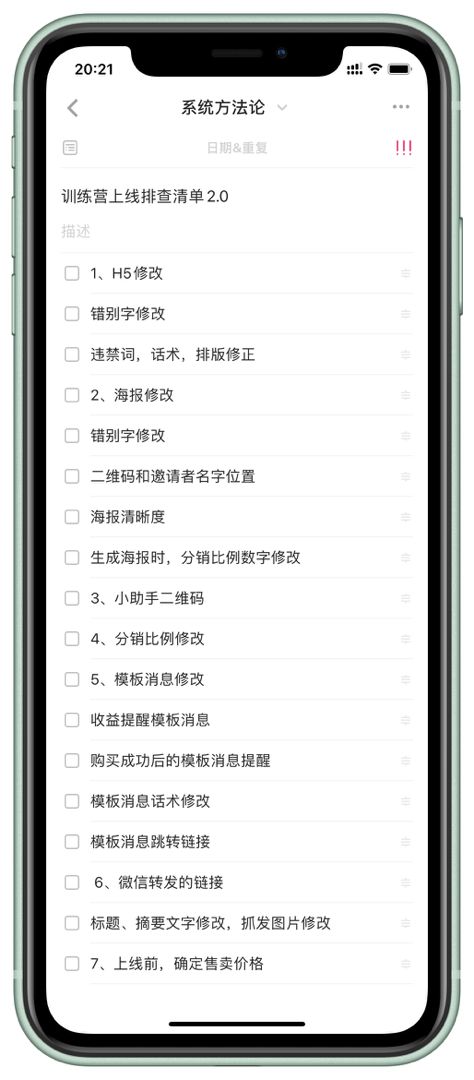 20:21
系统方法论
日期&重复
!!!
训练营上线排查清单2.0
描述
1、H5修改
错别字修改
违禁词，话术，排版修正
2、海报修改
错别字修改
二维码和邀请者名字位置
海报清晰度
生成海报时，分销比例数字修改
3、小助手二维码
4、分销比例修改
5、模板消息修改
收益提醒模板消息
购买成功后的模板消息提醒
模板消息话术修改
模板消息跳转链接
6、微信转发的链接
标题、摘要文字修改，抓发图片修改
7、上线前，确定售卖价格